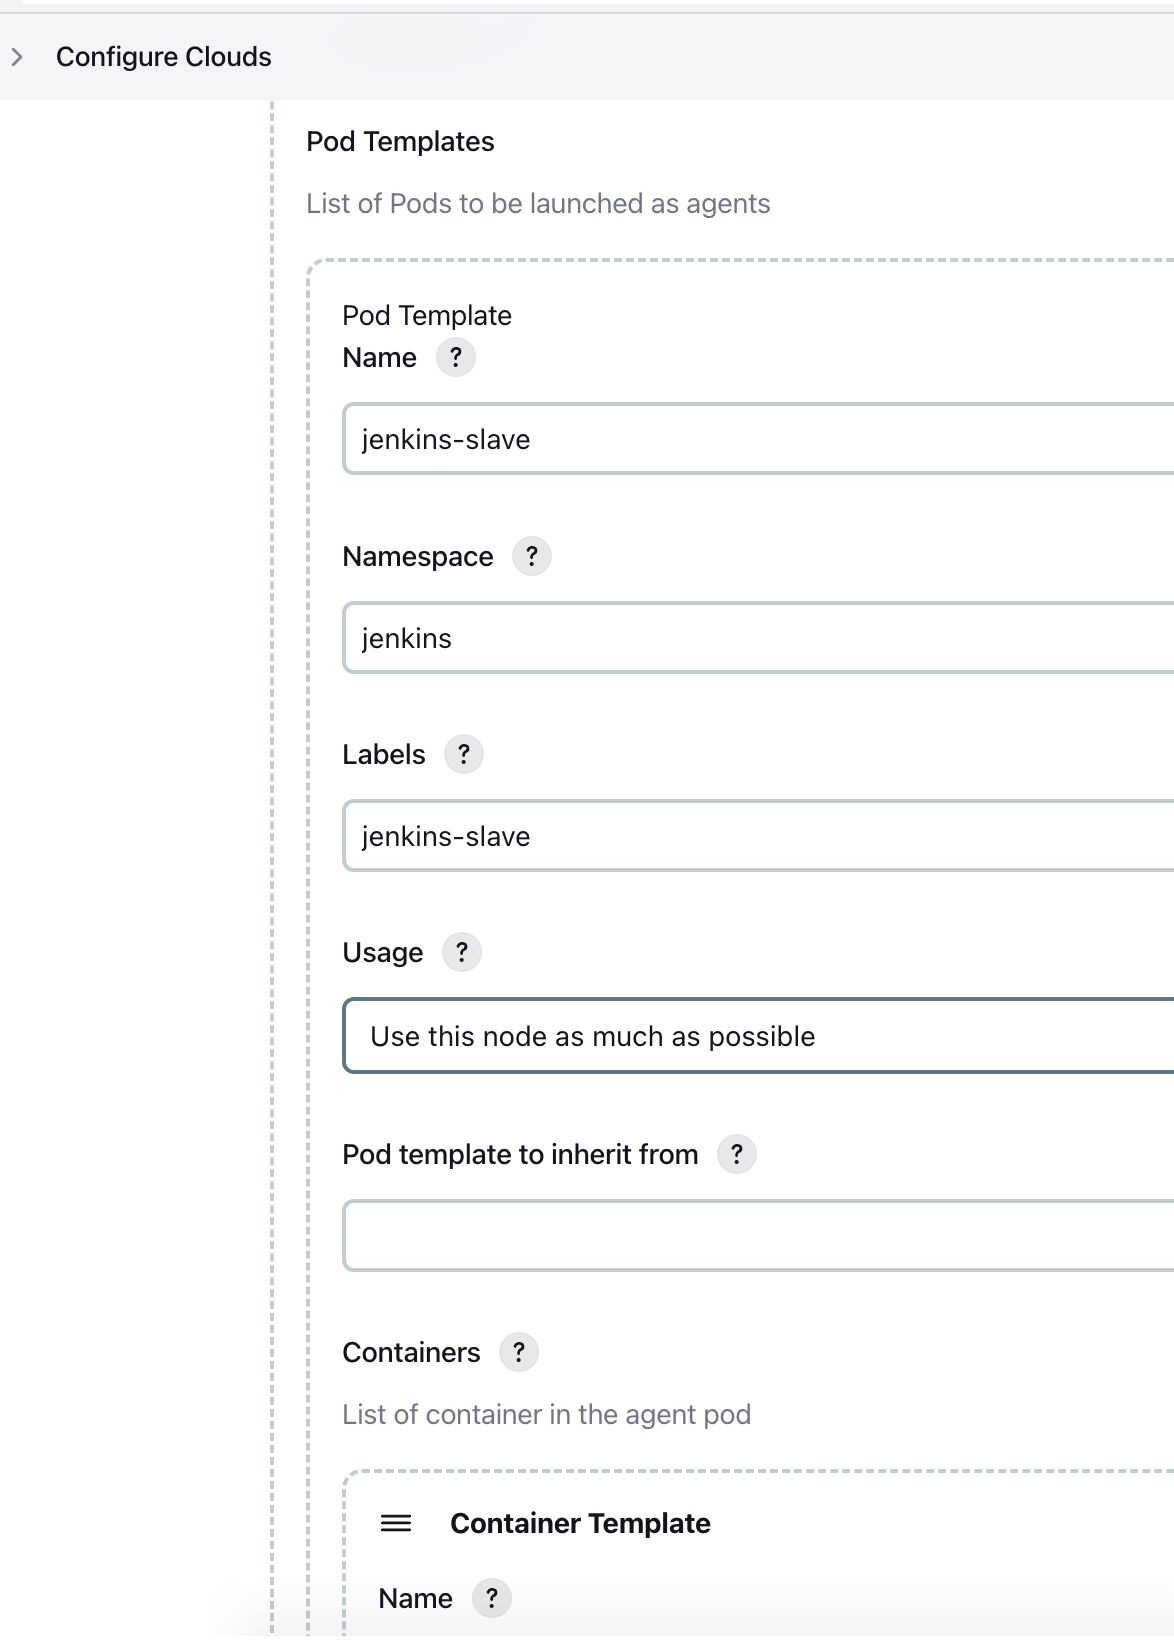 Configure Clouds
Pod Templates
List of Pods to be launched as agents
Pod Template
Name ?
jenkins-slave
Namespace ?
jenkins
Labels ?
jenkins-slave
Usage ?
Use this node as much as possible
Pod template to inherit from ?
Containers ?
List of container in the agent pod
Container Template
Name ?